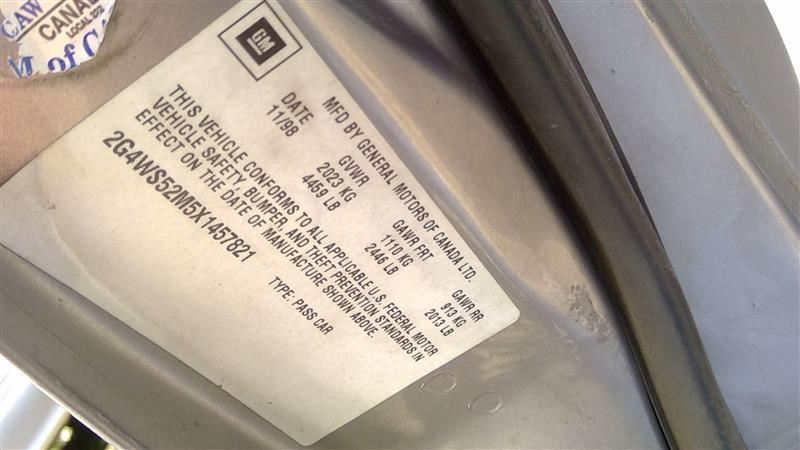 CAW
CANA
LOCAL
of C
GM
MFD BY GENERAL MOTORS OF CANADA LTD.
DATE GVWR GAWR FRT GAWR RR
11/98 2023 KG 1110 KG 913 KG
4459 LB 2446 LB 2013 LB
THIS VEHICLE CONFORMS TO ALL APPLICABLE U.S. FEDERAL MOTOR
VEHICLE SAFETY, BUMPER, AND THEFT PREVENTION STANDARDS IN
EFFECT ON THE DATE OF MANUFACTURE SHOWN ABOVE.
2G4WS52M5X1457821 TYPE: PASS CAR